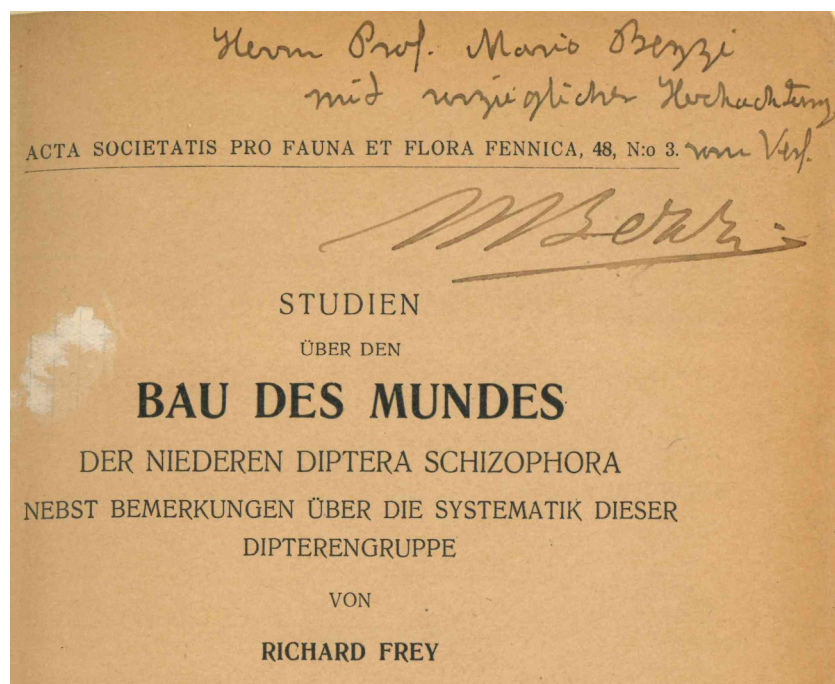 Herrn Prof. Mario Bezzi
mit vorzüglicher Hochachtung
ACTA SOCIETATIS PRO FAUNA ET FLORA FENNICA, 48, N:o 3. vom Verf.
MBezzi
STUDIEN
ÜBER DEN
BAU DES MUNDES
DER NIEDEREN DIPTERA SCHIZOPHORA
NEBST BEMERKUNGEN ÜBER DIE SYSTEMATIK DIESER
DIPTERENGRUPPE
VON
RICHARD FREY